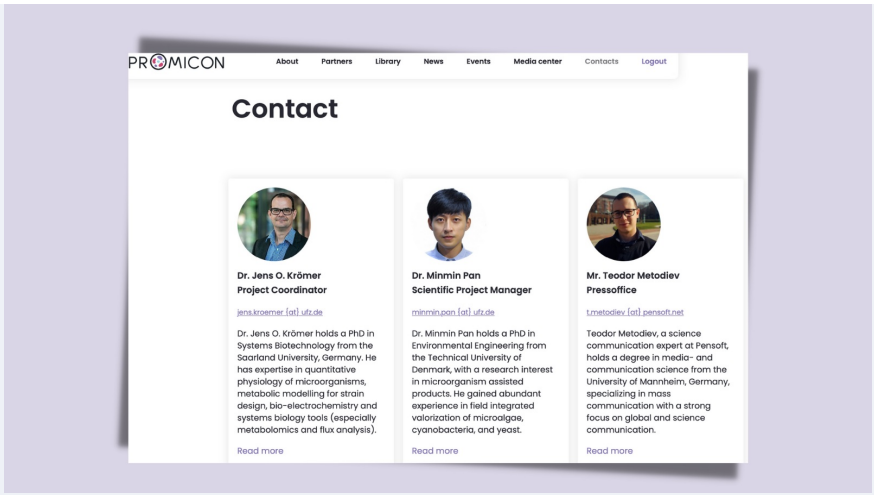 PROMICON
About Partners Library News Events Media center Contacts Logout
Contact
Dr. Jens O. Krömer
Project Coordinator
jens.kroemer {at} ufz.de
Dr. Jens O. Krömer holds a PhD in
Systems Biotechnology from the
Saarland University, Germany. He
has expertise in quantitative
physiology of microorganisms,
metabolic modelling for strain
design, bio-electrochemistry and
systems biology tools (especially
metabolomics and flux analysis).
Read more
Dr. Minmin Pan
Scientific Project Manager
minmin.pan {at} ufz.de
Dr. Minmin Pan holds a PhD in
Environmental Engineering from
the Technical University of
Denmark, with a research interest
in microorganism assisted
products. He gained abundant
experience in field integrated
valorization of microalgae,
cyanobacteria, and yeast.
Read more
Mr. Teodor Metodiev
Pressoffice
t.metodiev {at} pensoft.net
Teodor Metodiev, a science
communication expert at Pensoft,
holds a degree in media- and
communication science from the
University of Mannheim, Germany,
specializing in mass
communication with a strong
focus on global and science
communication.
Read more